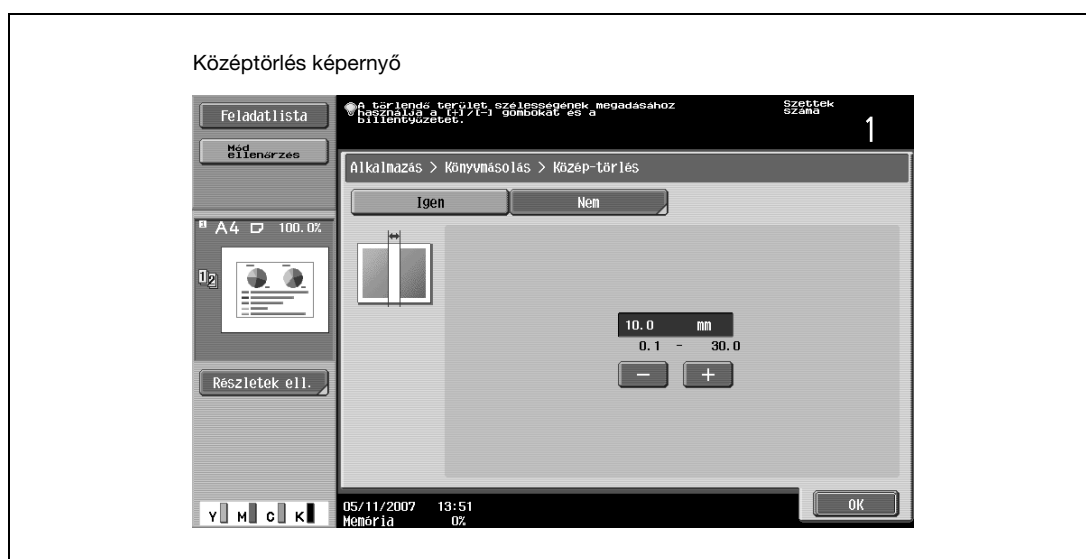 Középtörlés képernyő
Feladatlista
Mód
ellenőrzés
A törlendő terület szélességének megadásához
használja a [+]/[-] gombokat és a
billentyűzetet.
Szettek
száma
1
Alkalmazás > Könyvmásolás > Közép-törlés
Igen
Nem
A4 100.0%
1 2
10.0 mm
0.1 - 30.0
− +
Részletek ell.
Y M C K
05/11/2007 13:51
Memória 0%
OK